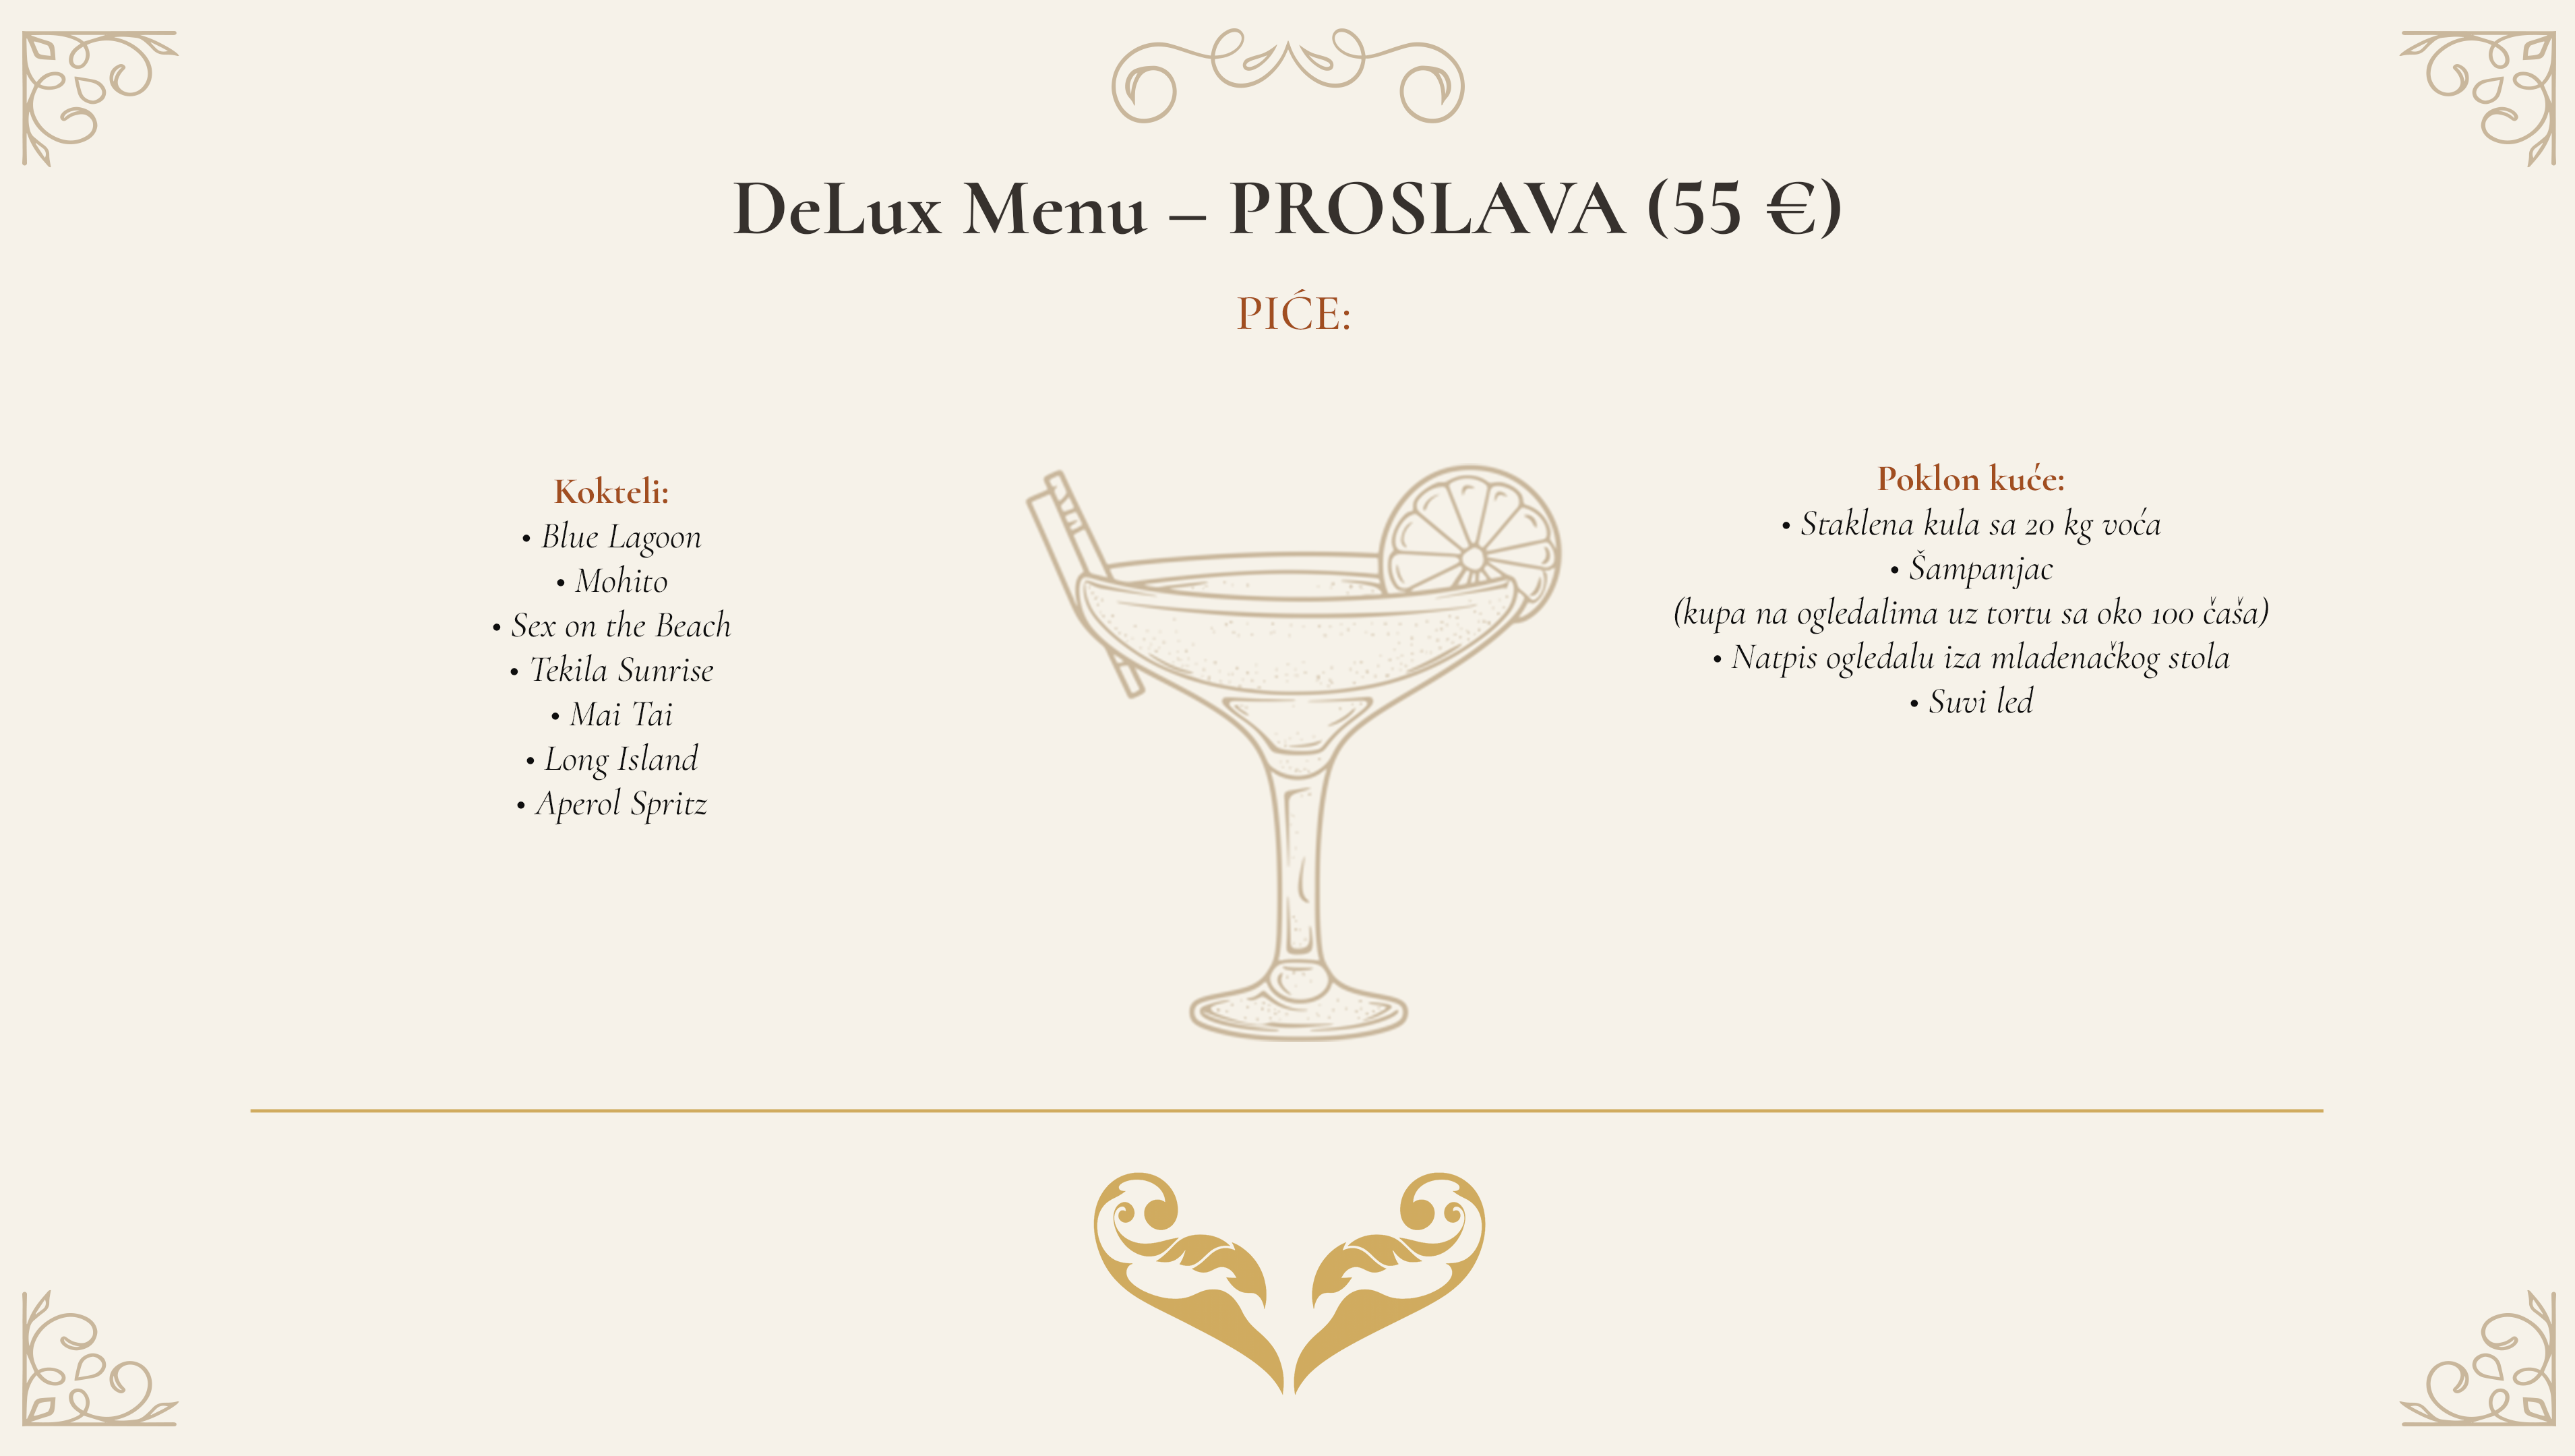 DeLux Menu – PROSLAVA (55 €)
PIĆE:
Kokteli:
• Blue Lagoon
• Mohito
• Sex on the Beach
• Tekila Sunrise
• Mai Tai
• Long Island
• Aperol Spritz
Poklon kuće:
• Staklena kula sa 20 kg voća
• Šampanjac
(kupa na ogledalima uz tortu sa oko 100 čaša)
• Natpis ogledalu iza mladenačkog stola
• Suvi led